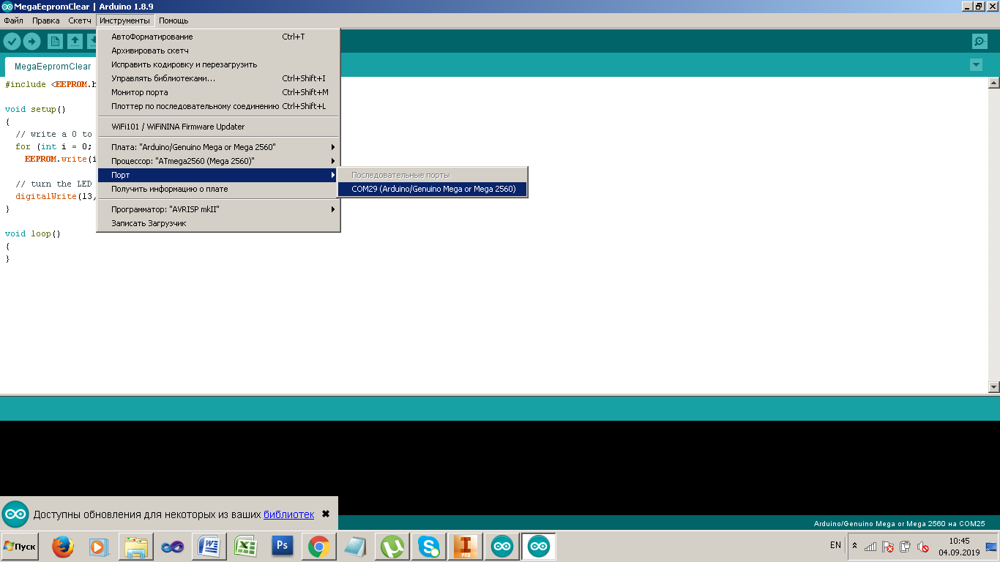 MegaEepromClear | Arduino 1.8.9
Файл Правка Скетч Инструменты Помощь
АвтоФорматирование Ctrl+T
Архивировать скетч
Исправить кодировку и перезагрузить
Управлять библиотеками... Ctrl+Shift+I
Монитор порта Ctrl+Shift+M
Плоттер по последовательному соединению Ctrl+Shift+L
WiFi101 / WiFiNINA Firmware Updater
Плата: "Arduino/Genuino Mega or Mega 2560"
Процессор: "ATmega2560 (Mega 2560)"
Порт
Получить информацию о плате
Программатор: "AVRISP mkII"
Записать Загрузчик
Последовательные порты
COM29 (Arduino/Genuino Mega or Mega 2560)
MegaEepromClear
#include <EEPROM.h
void setup()
{
// write a 0 to
for (int i = 0;
EEPROM.write(i
// turn the LED
digitalWrite(13,
}
void loop()
{
}
Доступны обновления для некоторых из ваших библиотек
Arduino/Genuino Mega or Mega 2560 на COM25
Пуск
W
X
Ps
µ
S
I
PRO
EN
10:45
04.09.2019